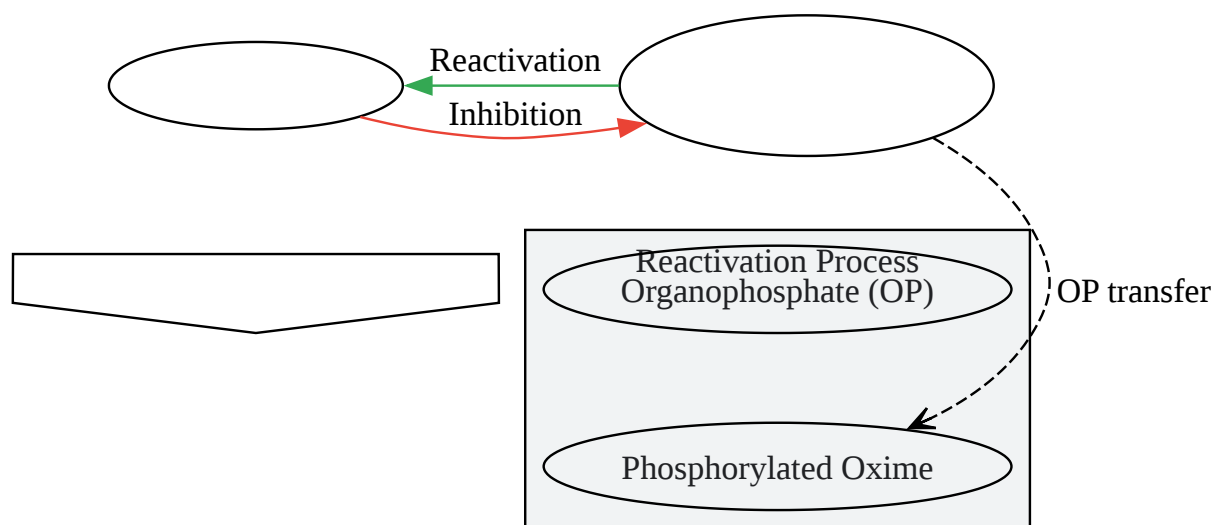 Reactivation
Inhibition
Reactivation Process
Organophosphate (OP)
OP transfer
Phosphorylated Oxime